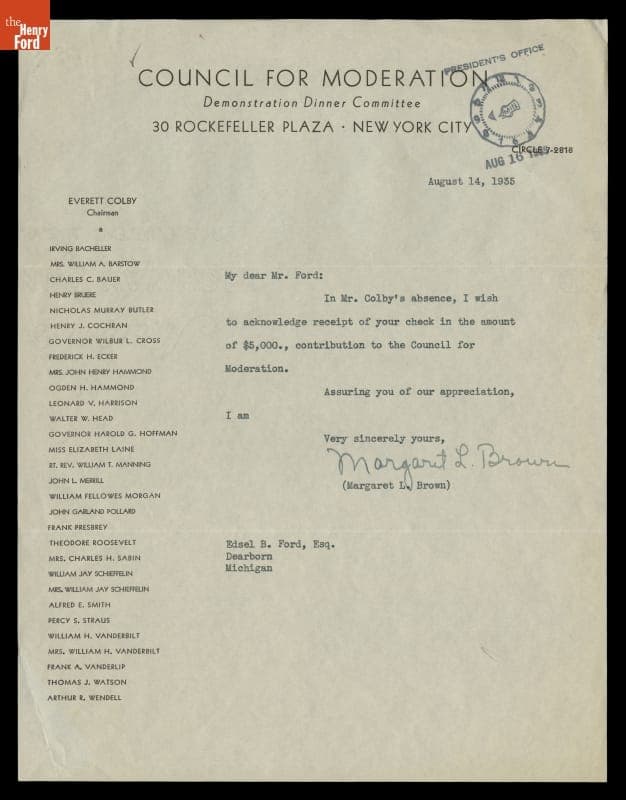 the
Henry
Ford
COUNCIL FOR MODERATION
PRESIDENT'S OFFICE
Demonstration Dinner Committee
30 ROCKEFELLER PLAZA · NEW YORK CITY
CIRCLE 7-2818
AUG 16
August 14, 1935
EVERETT COLBY
Chairman
IRVING BACHELLER
MRS. WILLIAM A. BARSTOW
CHARLES C. BAUER
HENRY BRUERE
NICHOLAS MURRAY BUTLER
HENRY J. COCHRAN
GOVERNOR WILBUR L. CROSS
FREDERICK H. ECKER
MRS. JOHN HENRY HAMMOND
OGDEN H. HAMMOND
LEONARD V. HARRISON
WALTER W. HEAD
GOVERNOR HAROLD G. HOFFMAN
MISS ELIZABETH LAINE
RT. REV. WILLIAM T. MANNING
JOHN L. MERRILL
WILLIAM FELLOWES MORGAN
JOHN GARLAND POLLARD
FRANK PRESBREY
THEODORE ROOSEVELT
MRS. CHARLES H. SABIN
WILLIAM JAY SCHIEFFELIN
MRS. WILLIAM JAY SCHIEFFELIN
ALFRED E. SMITH
PERCY S. STRAUS
WILLIAM H. VANDERBILT
MRS. WILLIAM H. VANDERBILT
FRANK A. VANDERLIP
THOMAS J. WATSON
ARTHUR R. WENDELL
My dear Mr. Ford:
In Mr. Colby's absence, I wish
to acknowledge receipt of your check in the amount
of $5,000., contribution to the Council for
Moderation.
Assuring you of our appreciation,
I am
Very sincerely yours,
Margaret L. Brown
(Margaret L. Brown)
Edsel B. Ford, Esq.
Dearborn
Michigan